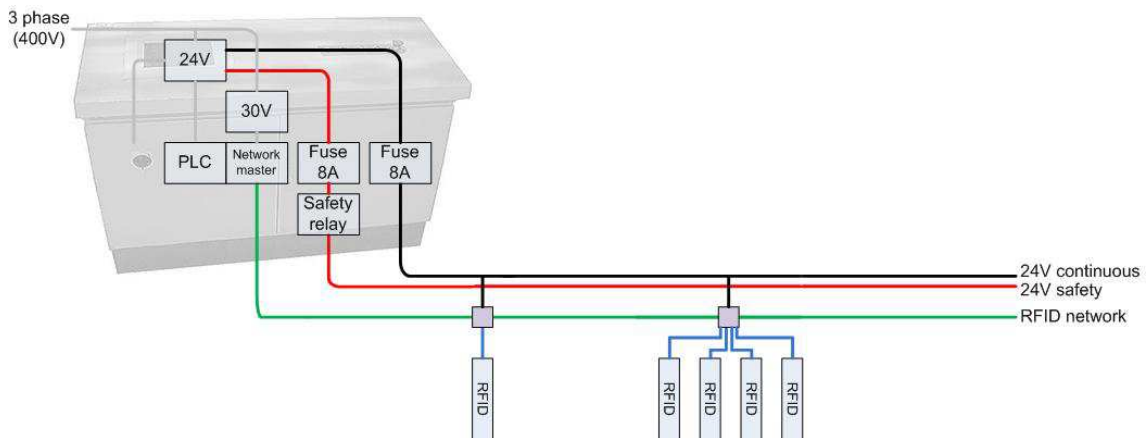 3 phase
(400V)
24V
30V
PLC
Network
master
Fuse
8A
Fuse
8A
Safety
relay
24V continuous
24V safety
RFID network
RFID
RFID
RFID
RFID
RFID